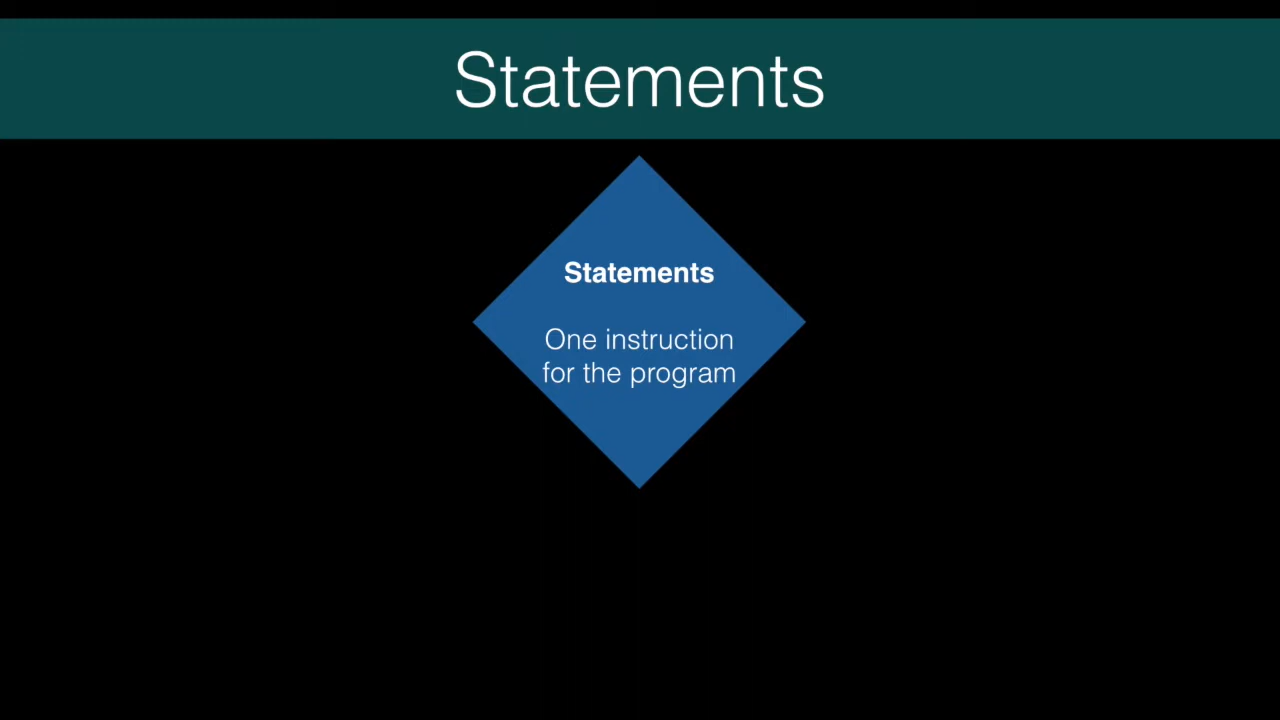 Statements
Statements
One instruction
for the program